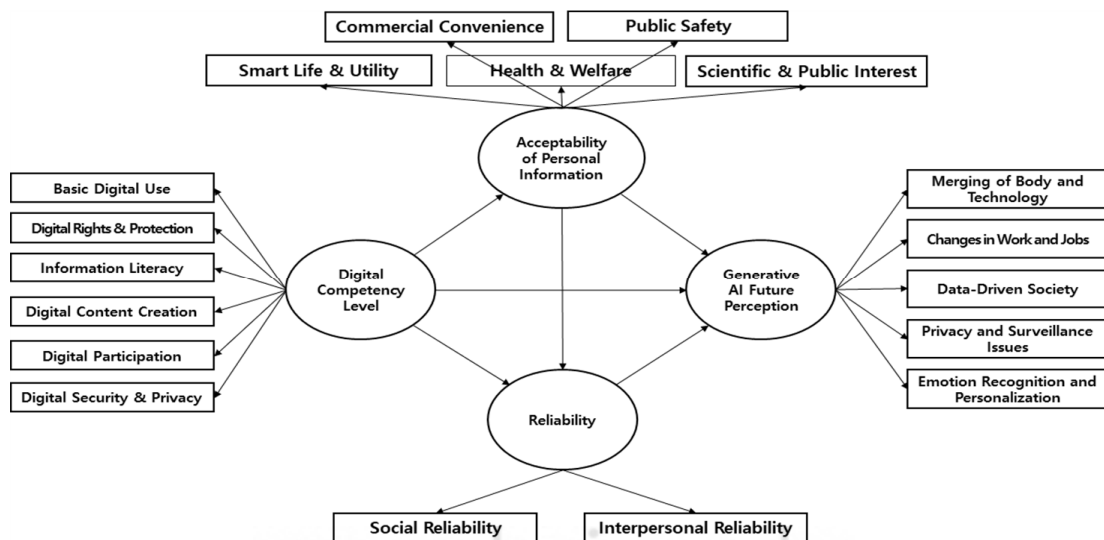 Commercial Convenience
Public Safety
Smart Life & Utility
Health & Welfare
Scientific & Public Interest
Acceptability
of Personal
Information
Basic Digital Use
Digital Rights & Protection
Information Literacy
Digital Content Creation
Digital Participation
Digital Security & Privacy
Digital
Competency
Level
Generative
AI Future
Perception
Merging of Body and
Technology
Changes in Work and Jobs
Data-Driven Society
Privacy and Surveillance
Issues
Emotion Recognition and
Personalization
Reliability
Social Reliability
Interpersonal Reliability